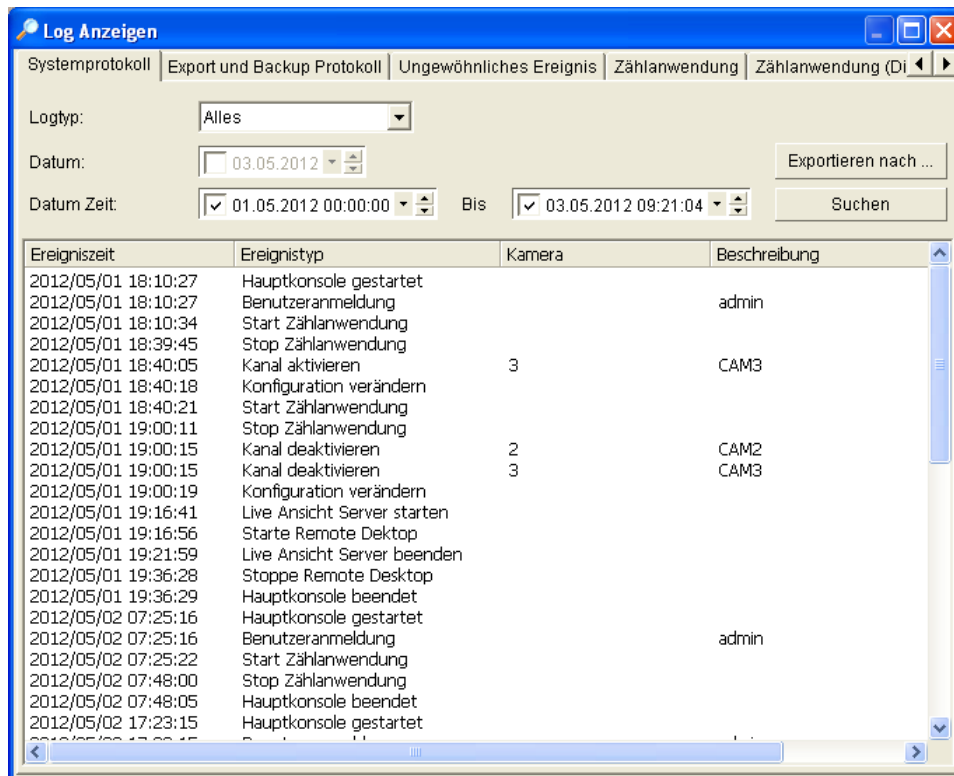 Log Anzeigen
Systemprotokoll Export und Backup Protokoll Ungewöhnliches Ereignis Zählanwendung Zählanwendung (Di
Logtyp: Alles
Datum: 03.05.2012 Exportieren nach ...
Datum Zeit: 01.05.2012 00:00:00 Bis 03.05.2012 09:21:04 Suchen
Ereigniszeit Ereignistyp Kamera Beschreibung
2012/05/01 18:10:27 Hauptkonsole gestartet
2012/05/01 18:10:27 Benutzeranmeldung admin
2012/05/01 18:10:34 Start Zählanwendung
2012/05/01 18:39:45 Stop Zählanwendung
2012/05/01 18:40:05 Kanal aktivieren 3 CAM3
2012/05/01 18:40:18 Konfiguration verändern
2012/05/01 18:40:21 Start Zählanwendung
2012/05/01 19:00:11 Stop Zählanwendung
2012/05/01 19:00:15 Kanal deaktivieren 2 CAM2
2012/05/01 19:00:15 Kanal deaktivieren 3 CAM3
2012/05/01 19:00:19 Konfiguration verändern
2012/05/01 19:16:41 Live Ansicht Server starten
2012/05/01 19:16:56 Starte Remote Dektop
2012/05/01 19:21:59 Live Ansicht Server beenden
2012/05/01 19:36:28 Stoppe Remote Desktop
2012/05/01 19:36:29 Hauptkonsole beendet
2012/05/02 07:25:16 Hauptkonsole gestartet
2012/05/02 07:25:16 Benutzeranmeldung admin
2012/05/02 07:25:22 Start Zählanwendung
2012/05/02 07:48:00 Stop Zählanwendung
2012/05/02 07:48:05 Hauptkonsole beendet
2012/05/02 17:23:15 Hauptkonsole gestartet